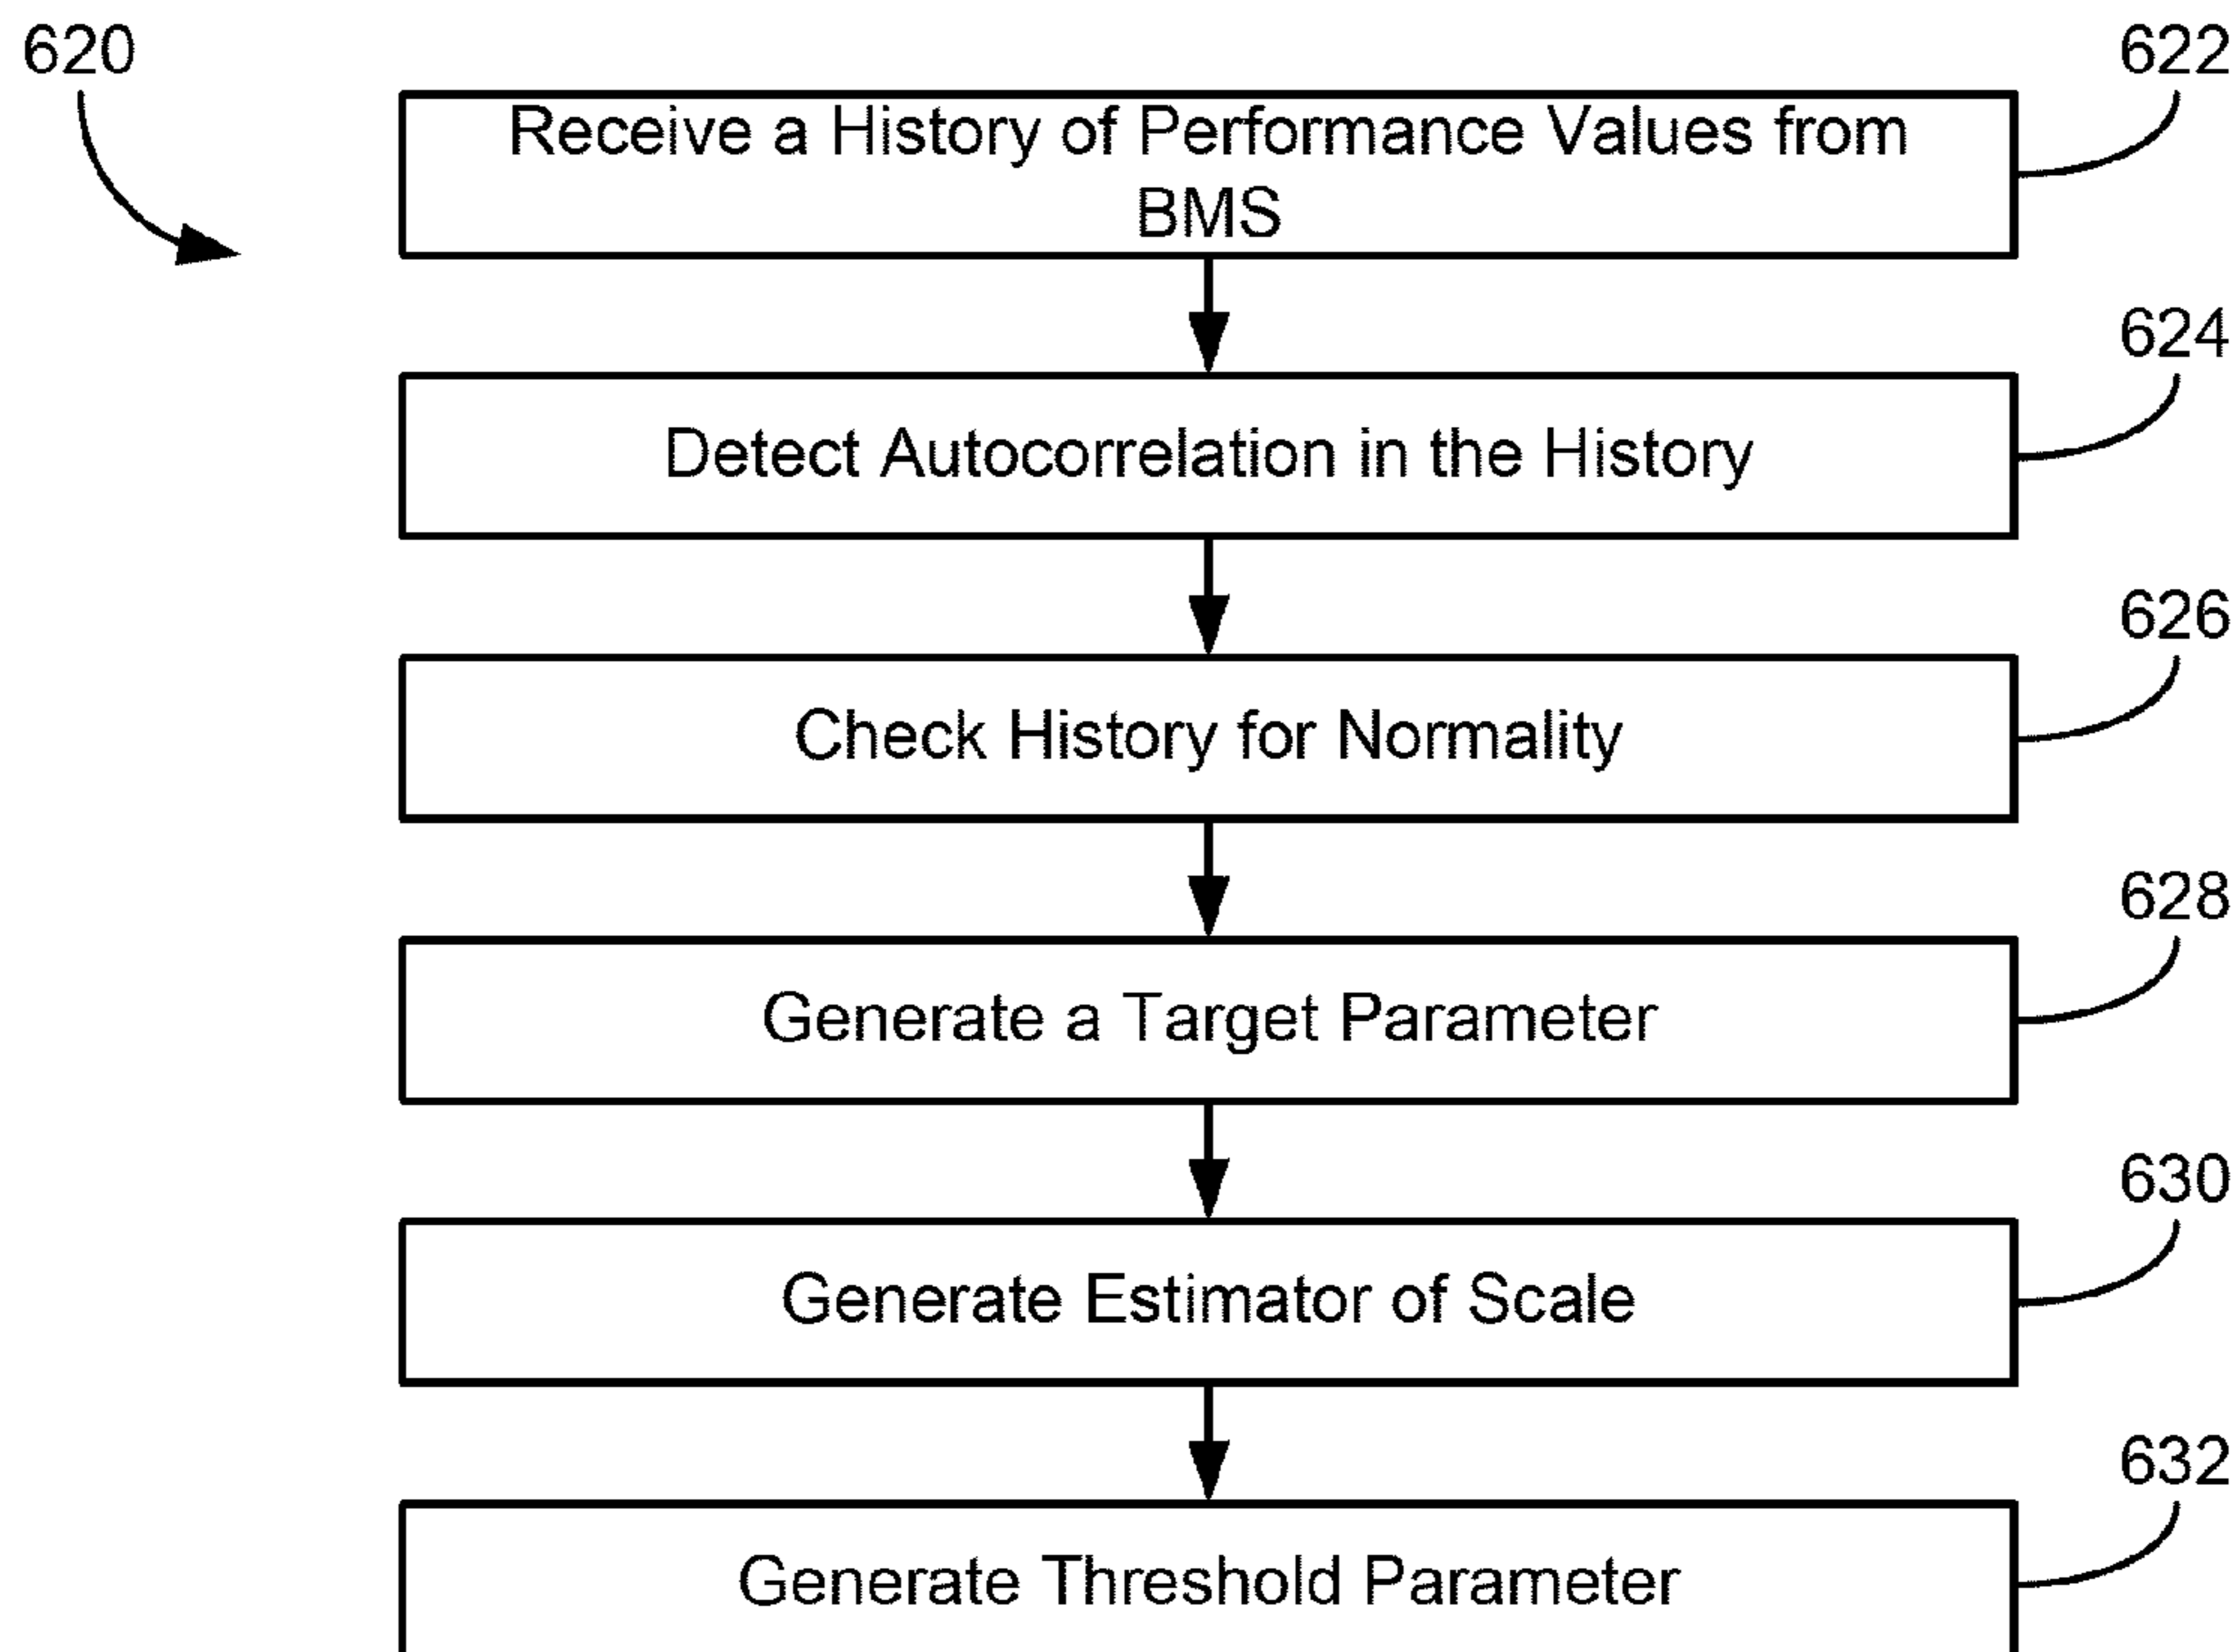 620
622
Receive a History of Performance Values from
BMS
624
Detect Autocorrelation in the History
626
Check History for Normality
628
Generate a Target Parameter
630
Generate Estimator of Scale
632
Generate Threshold Parameter